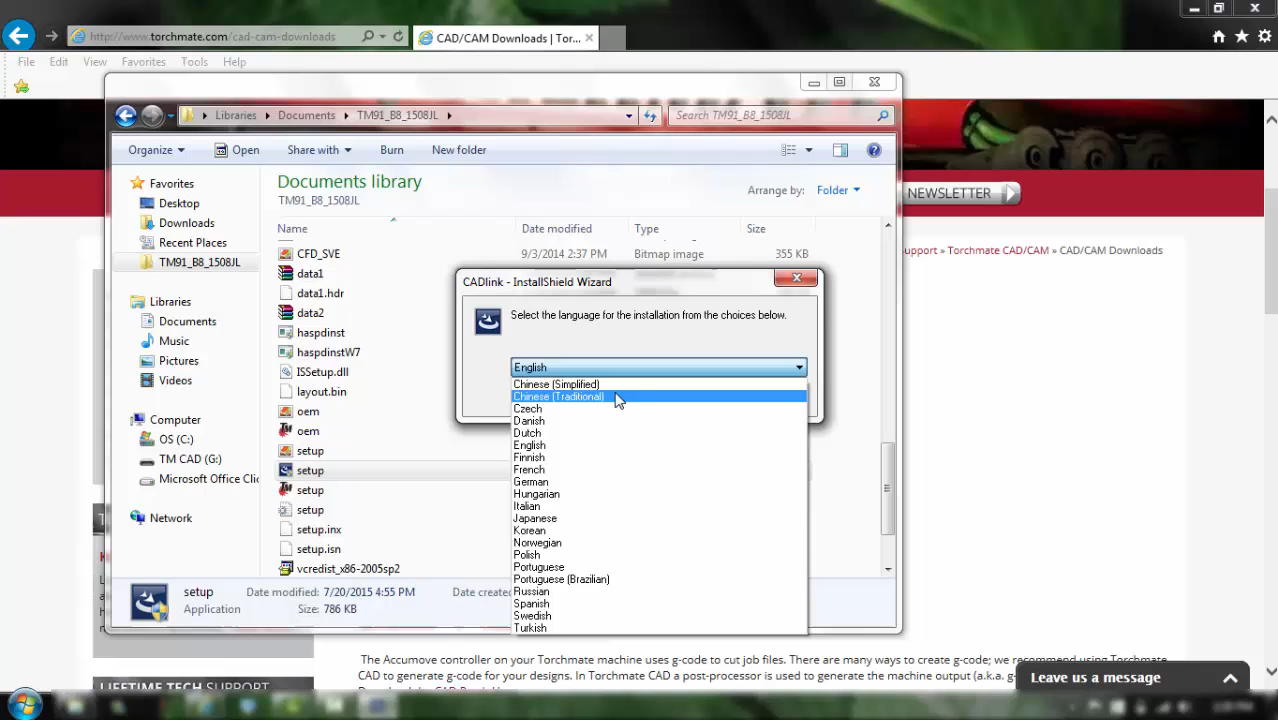 http://www.torchmate.com/cad-cam-downloads
CAD/CAM Downloads | Tor...
File Edit View Favorites Tools Help
Libraries Documents TM91_B8_1508JL
Search TM91_B8_1508JL
Organize Open Share with Burn New folder
NEWSLETTER
Documents library
TM91_B8_1508JL
Arrange by: Folder
Favorites
Desktop
Downloads
Recent Places
TM91_B8_1508JL
Libraries
Documents
Music
Pictures
Videos
Computer
OS (C:)
TM CAD (G:)
Microsoft Office Clic
Network
Name Date modified Type Size
CFD_SVE 9/3/2014 2:37 PM Bitmap image 355 KB
data1
data1.hdr
data2
haspdinst
haspdinstW7
ISSetup.dll
layout.bin
oem
oem
setup
setup
setup
setup
setup.inx
setup.isn
vcredist_x86-2005sp2
upport ▸ Torchmate CAD/CAM ▸ CAD/CAM Downloads
CADlink - InstallShield Wizard
Select the language for the installation from the choices below.
English
Chinese (Simplified)
Chinese (Traditional)
Czech
Danish
Dutch
English
Finnish
French
German
Hungarian
Italian
Japanese
Korean
Norwegian
Polish
Portuguese
Portuguese (Brazilian)
Russian
Spanish
Swedish
Turkish
setup Date modified: 7/20/2015 4:55 PM Date create
Application Size: 786 KB
The Accumove controller on your Torchmate machine uses g-code to cut job files. There are many ways to create g-code; we recommend using Torchmate
CAD to generate g-code for your designs. In Torchmate CAD a post-processor is used to generate the machine output (a.k.a. g-
LIFETIME TECH SUPPORT
Leave us a message